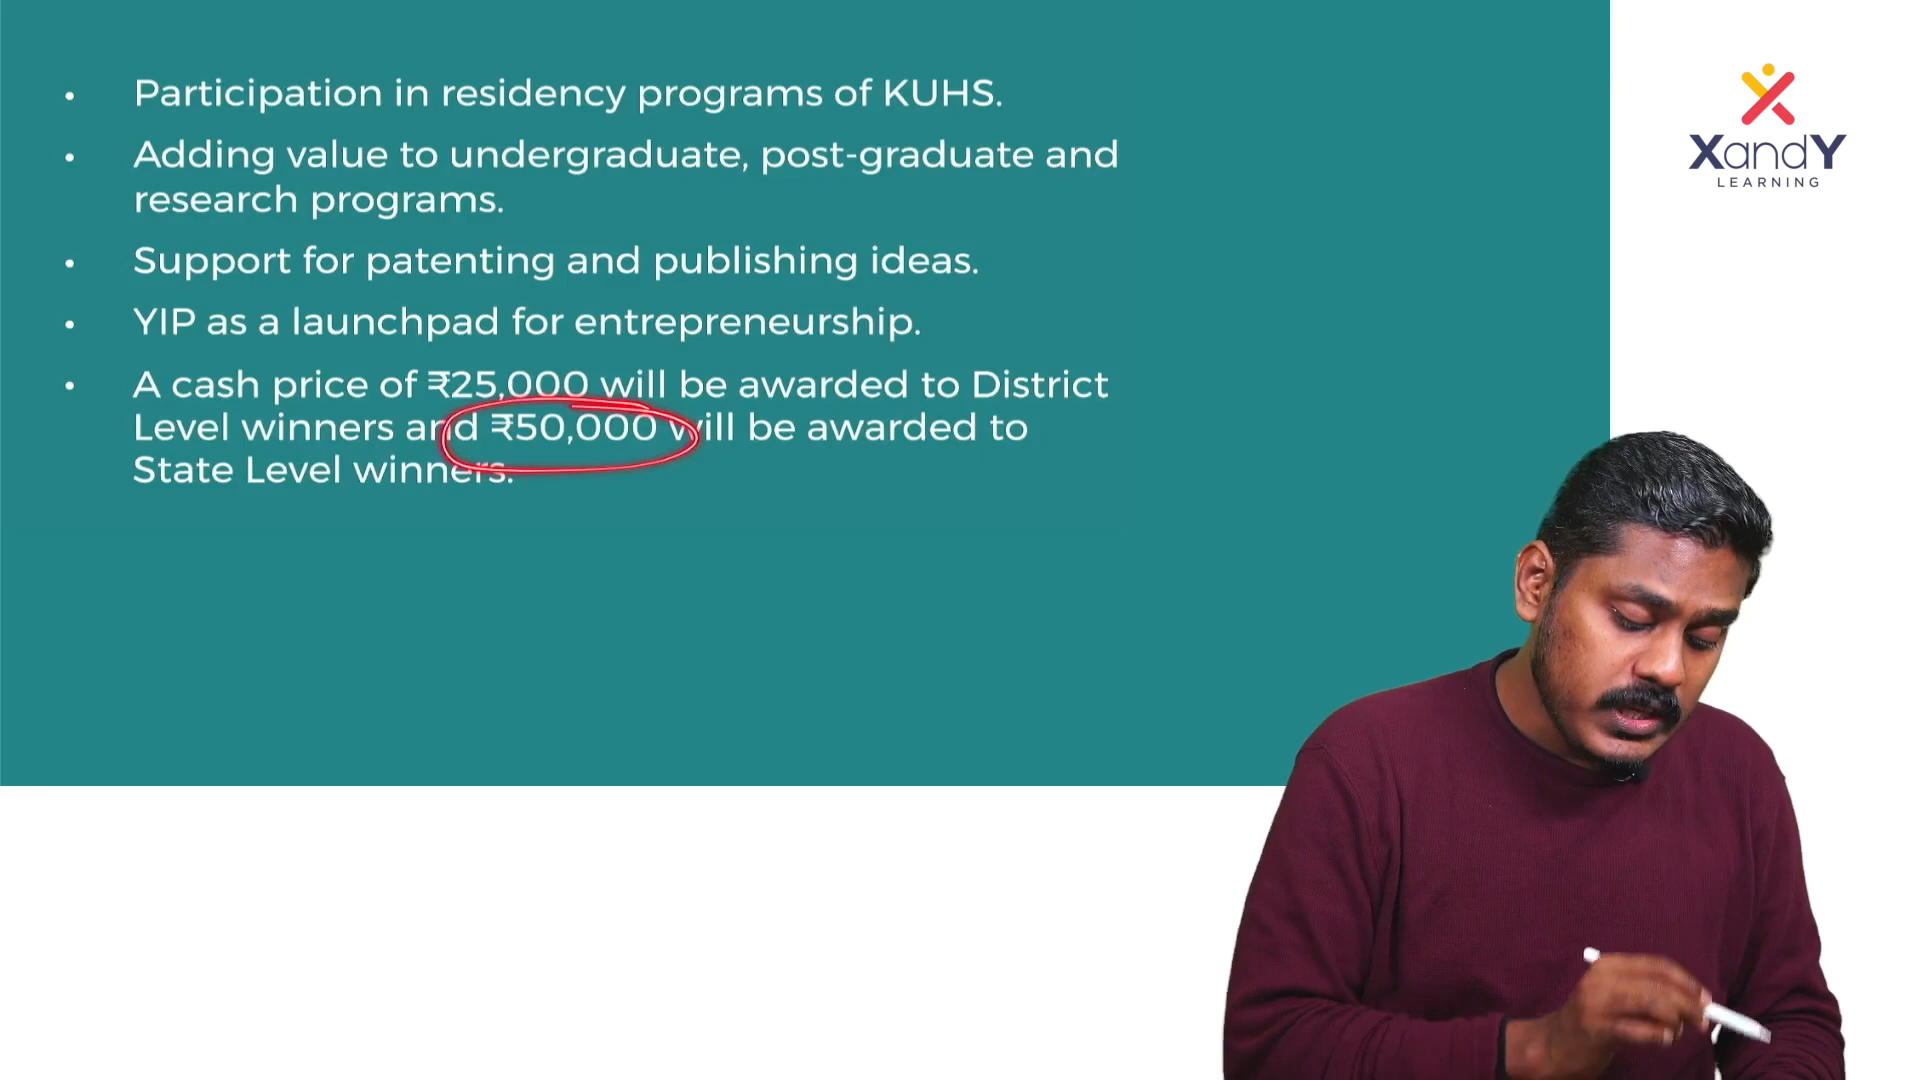 • Participation in residency programs of KUHS.
• Adding value to undergraduate, post-graduate and
research programs.
• Support for patenting and publishing ideas.
• YIP as a launchpad for entrepreneurship.
• A cash price of ₹25,000 will be awarded to District
Level winners and ₹50,000 will be awarded to
State Level winners.
XandY
LEARNING